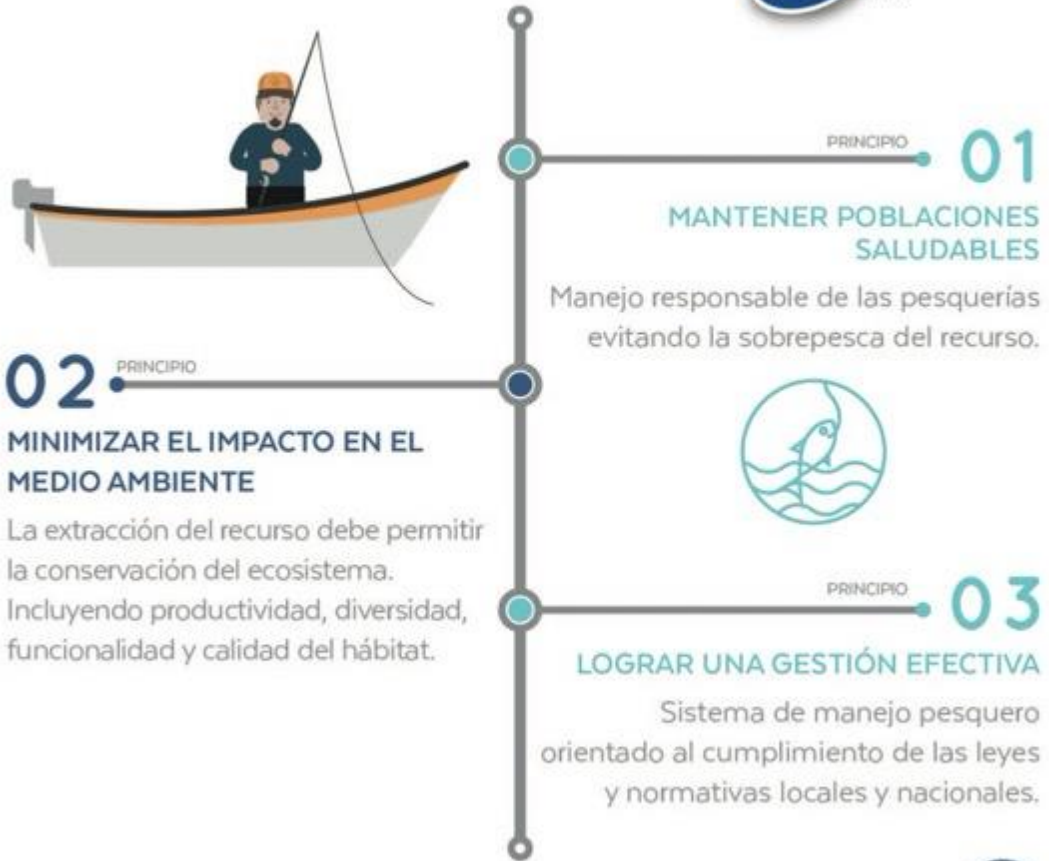 PRINCIPIO
01
MANTENER POBLACIONES
SALUDABLES
Manejo responsable de las pesquerías
evitando la sobrepesca del recurso.
02
PRINCIPIO
MINIMIZAR EL IMPACTO EN EL
MEDIO AMBIENTE
La extracción del recurso debe permitir
la conservación del ecosistema.
Incluyendo productividad, diversidad,
funcionalidad y calidad del hábitat.
PRINCIPIO
03
LOGRAR UNA GESTIÓN EFECTIVA
Sistema de manejo pesquero
orientado al cumplimiento de las leyes
y normativas locales y nacionales.